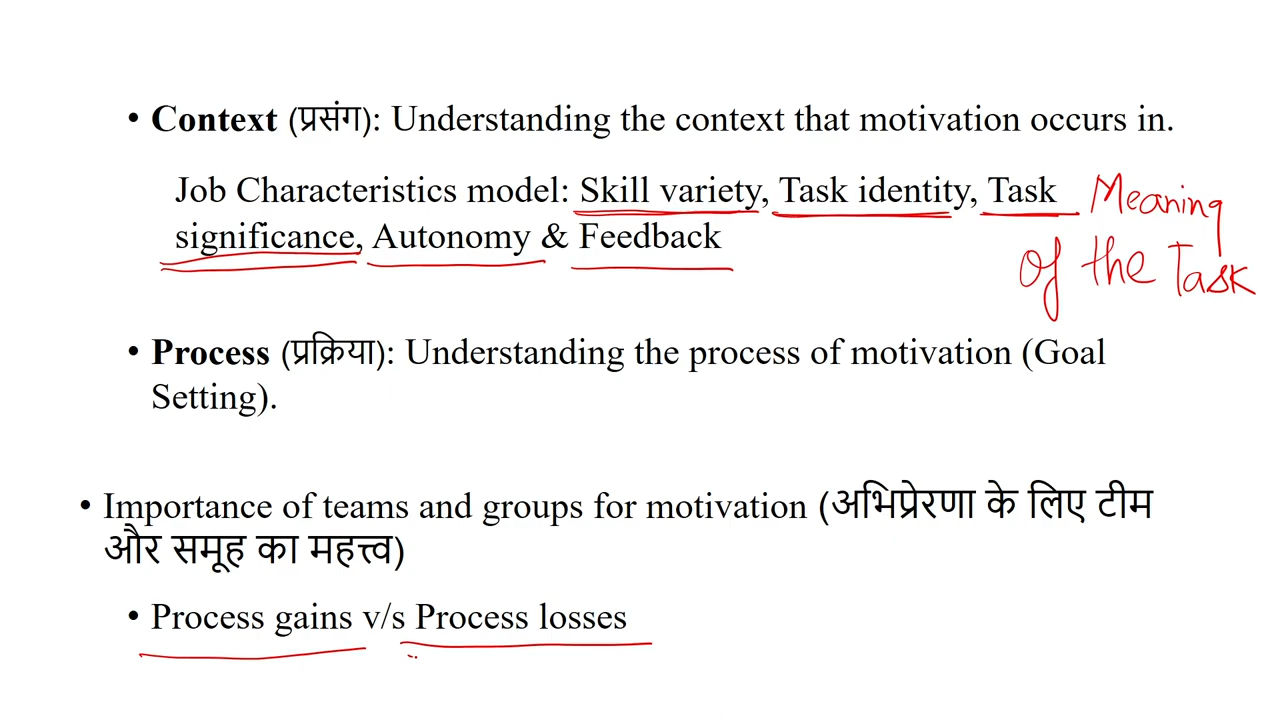 • Context (प्रसंग): Understanding the context that motivation occurs in.
Job Characteristics model: Skill variety, Task identity, Task
significance, Autonomy & Feedback
Meaning
of the Task
• Process (प्रक्रिया): Understanding the process of motivation (Goal
Setting).
• Importance of teams and groups for motivation (अभिप्रेरणा के लिए टीम
और समूह का महत्त्व)
• Process gains v/s Process losses